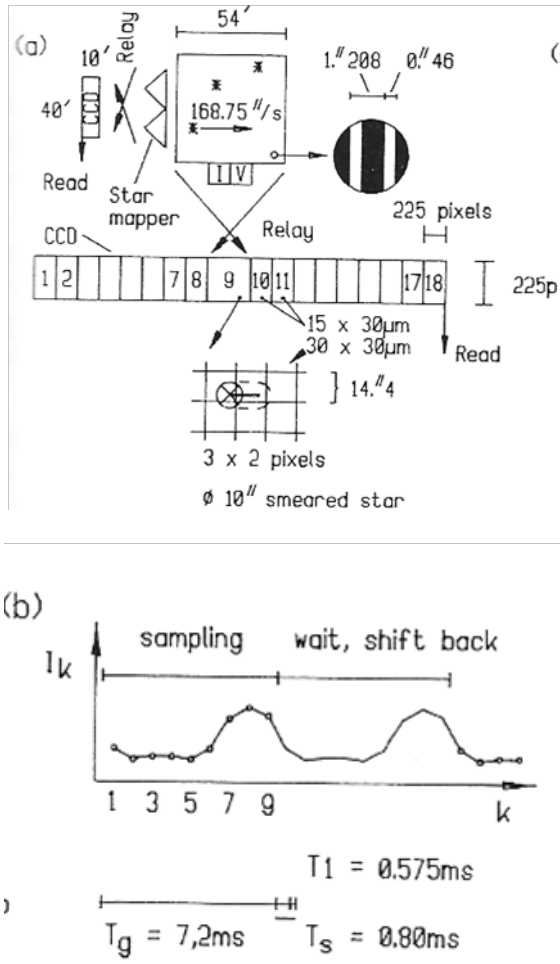 (a)
54′
(
10′
Relay
1.″208 0.″46
40′
CCD
168.75 ″/s
Read
Star
mapper
I V
225 pixels
CCD
Relay
1 2 7 8 9 10 11 17 18
225p
15 x 30µm
30 x 30µm
Read
14.″4
3 x 2 pixels
ø 10″ smeared star
(b)
sampling wait, shift back
I k
1 3 5 7 9 k
T1 = 0.575ms
Tg = 7,2ms Ts = 0.80ms